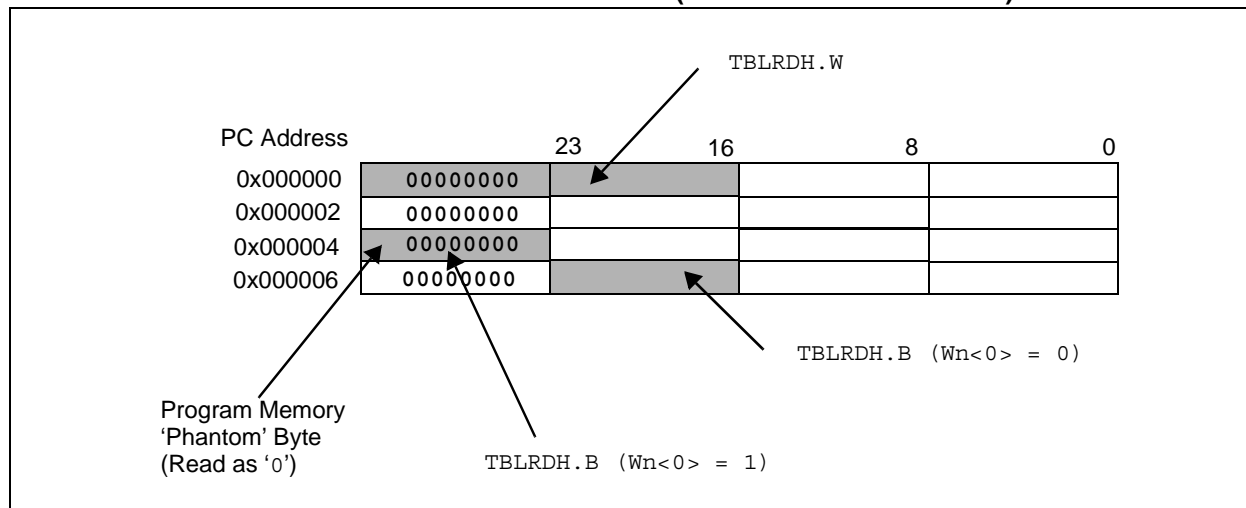 TBLRDH.W
PC Address
23 16 8 0
0x000000 00000000
0x000002 00000000
0x000004 00000000
0x000006 00000000
TBLRDH.B (Wn<0> = 0)
Program Memory
‘Phantom’ Byte
(Read as ‘0’)
TBLRDH.B (Wn<0> = 1)